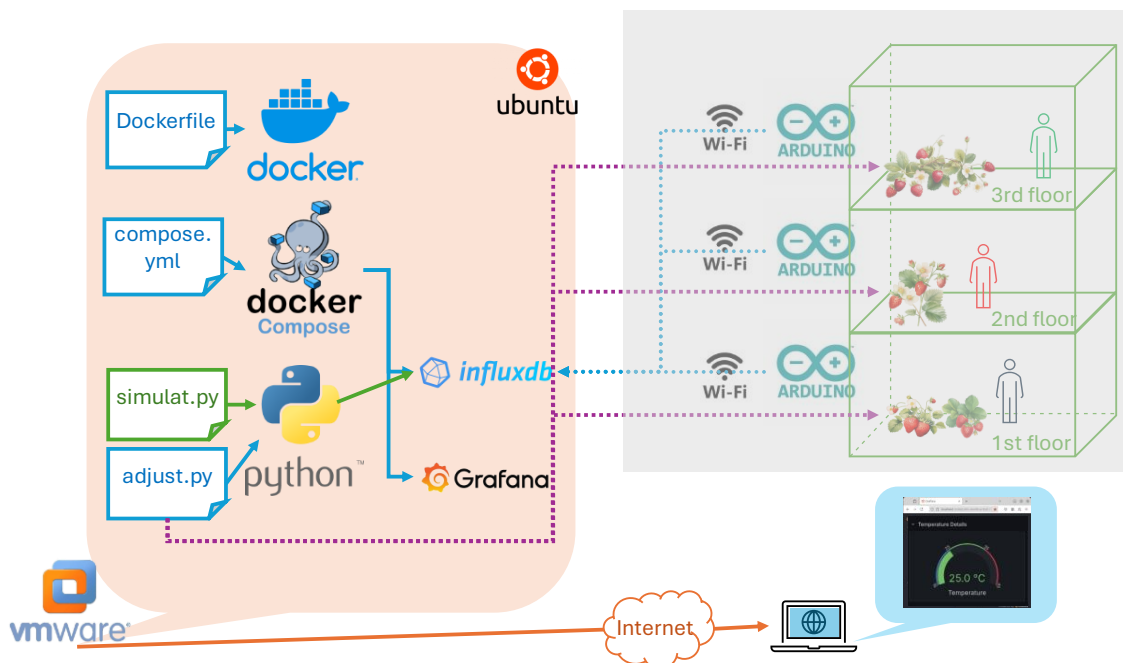 ubuntu
Dockerfile
docker
compose.
yml
docker
Compose
simulat.py
adjust.py
python™
influxdb
Grafana
Wi-Fi
ARDUINO
3rd floor
Wi-Fi
ARDUINO
2nd floor
Wi-Fi
ARDUINO
1st floor
Temperature Details
25.0 °C
Temperature
vmware®
Internet